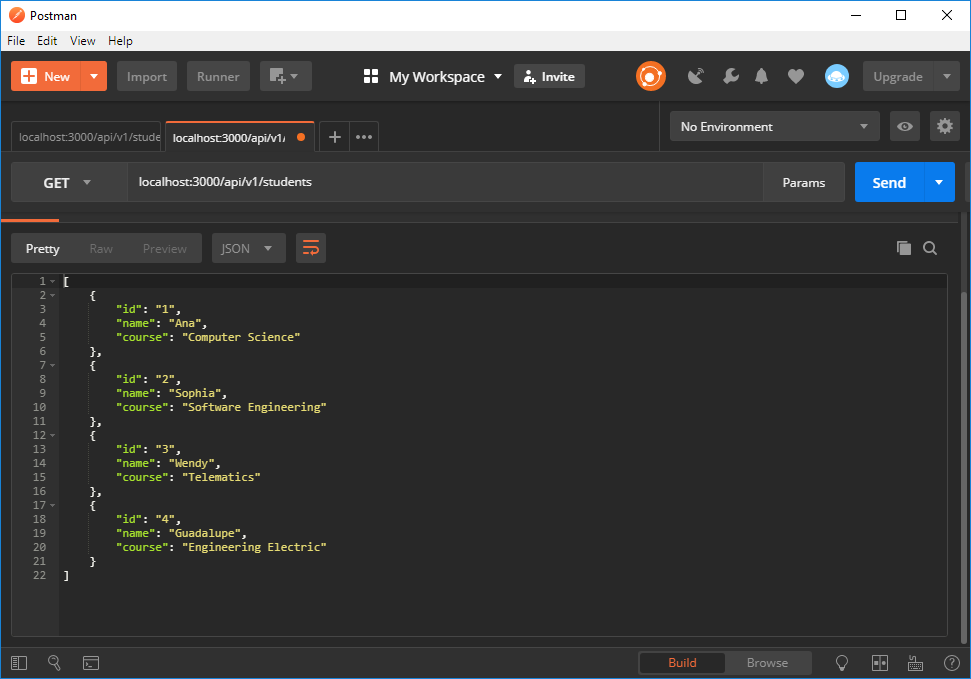 Postman
File Edit View Help
New Import Runner My Workspace Invite Upgrade
localhost:3000/api/v1/stude localhost:3000/api/v1/ No Environment
GET localhost:3000/api/v1/students Params Send
Pretty Raw Preview JSON
1 [
2 {
3 "id": "1",
4 "name": "Ana",
5 "course": "Computer Science"
6 },
7 {
8 "id": "2",
9 "name": "Sophia",
10 "course": "Software Engineering"
11 },
12 {
13 "id": "3",
14 "name": "Wendy",
15 "course": "Telematics"
16 },
17 {
18 "id": "4",
19 "name": "Guadalupe",
20 "course": "Engineering Electric"
21 }
22 ]
Build Browse